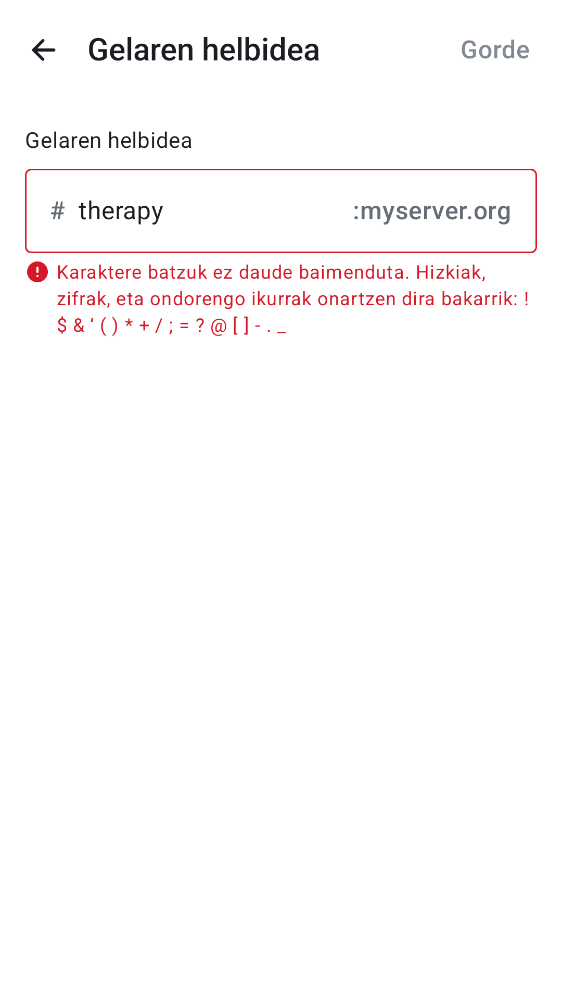 Gelaren helbidea
Gorde
Gelaren helbidea
# therapy :myserver.org
Karaktere batzuk ez daude baimenduta. Hizkiak,
zifrak, eta ondorengo ikurrak onartzen dira bakarrik: !
$ & ‘ ( ) * + / ; = ? @ [ ] - . _